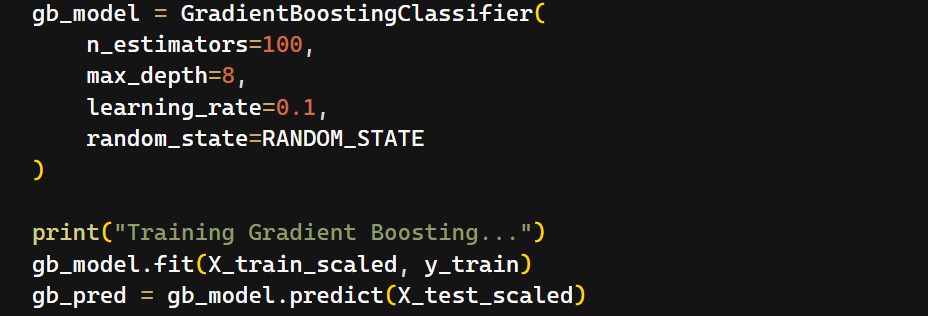 gb_model = GradientBoostingClassifier(
    n_estimators=100,
    max_depth=8,
    learning_rate=0.1,
    random_state=RANDOM_STATE
)
print("Training Gradient Boosting...")
gb_model.fit(X_train_scaled, y_train)
gb_pred = gb_model.predict(X_test_scaled)